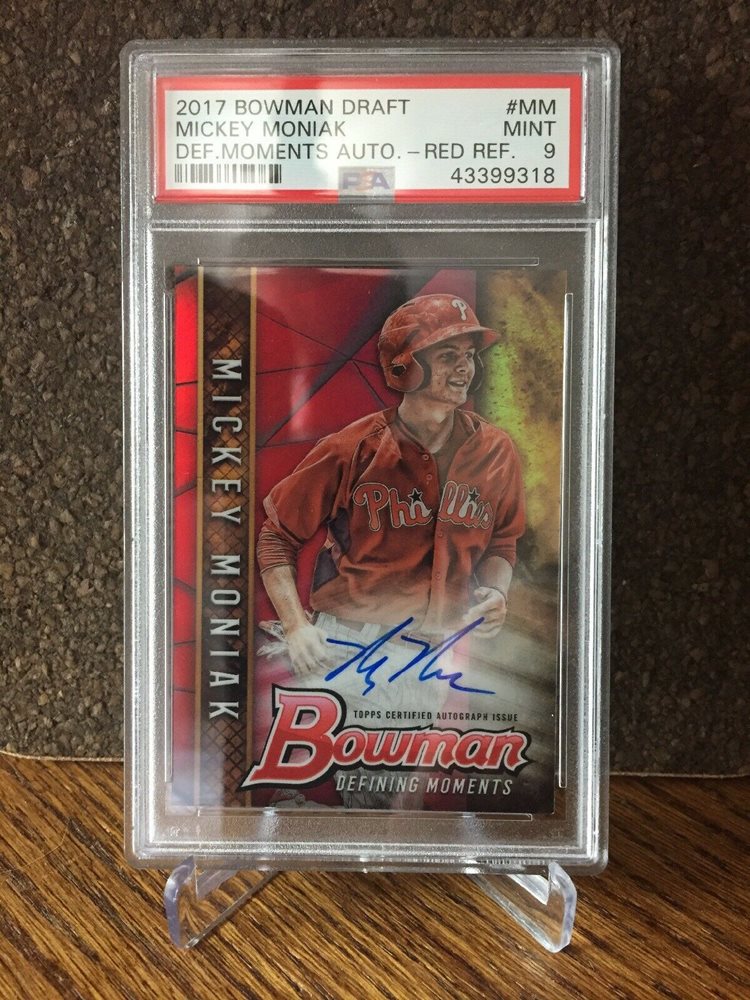 2017 BOWMAN DRAFT #MM
MICKEY MONIAK MINT
DEF.MOMENTS AUTO.-RED REF. 9
PSA 43399318
P
MICKEY MONIAK
Phillies
TOPPS CERTIFIED AUTOGRAPH ISSUE
Bowman
DEFINING MOMENTS